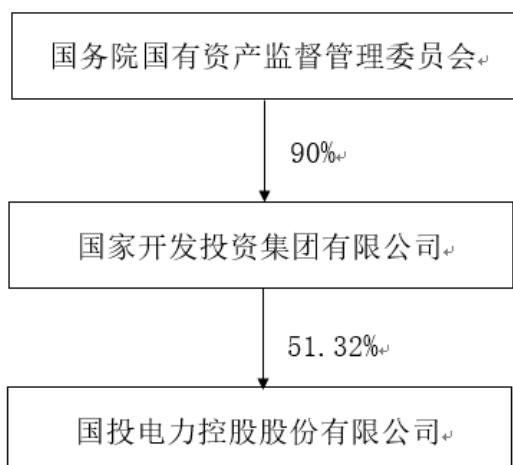 国务院国有资产监督管理委员会
90%
国家开发投资集团有限公司
51.32%
国投电力控股股份有限公司